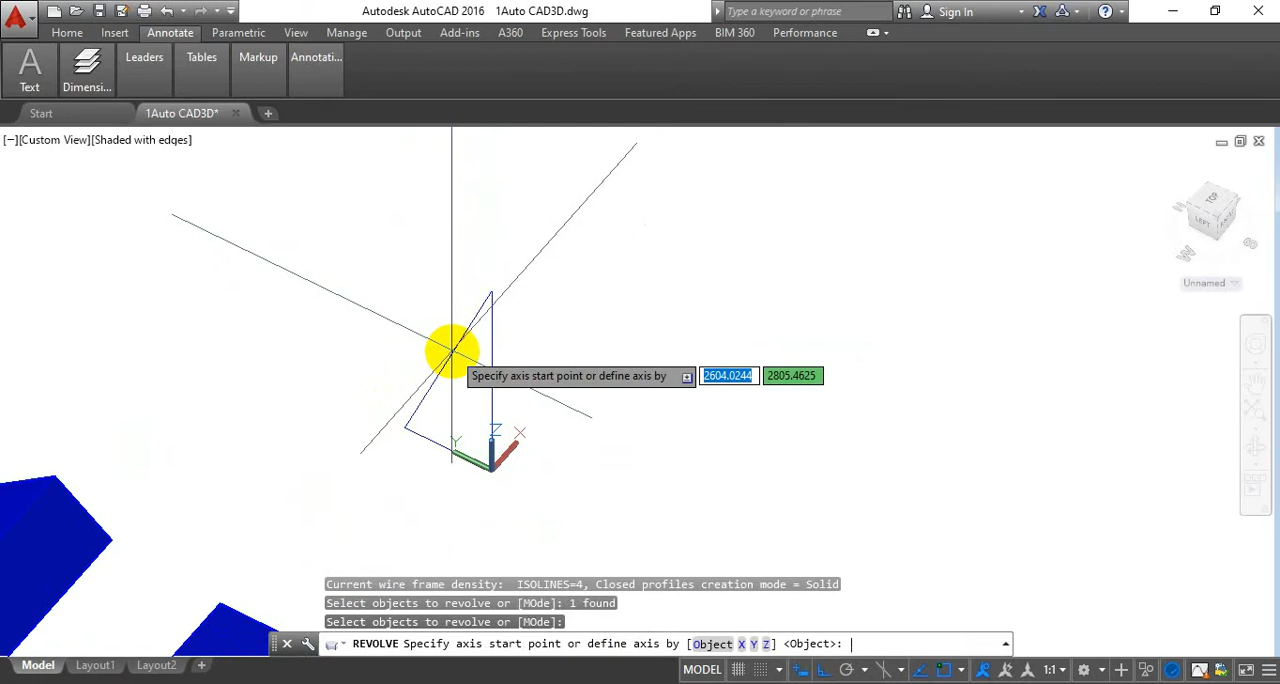 Autodesk AutoCAD 2016 1Auto CAD3D.dwg
Type a keyword or phrase
Sign In
Home Insert Annotate Parametric View Manage Output Add-ins A360 Express Tools Featured Apps BIM 360 Performance
A
Text Dimensi... Leaders Tables Markup Annotati...
Start 1Auto CAD3D*
[−][Custom View][Shaded with edges]
TOP
LEFT
W
S
Unnamed
Specify axis start point or define axis by 2604.0244 2805.4625
Z
X
Y
Current wire frame density: ISOLINES=4, Closed profiles creation mode = Solid
Select objects to revolve or [MOde]: 1 found
Select objects to revolve or [MOde]:
REVOLVE Specify axis start point or define axis by [Object X Y Z] <Object>:
Model Layout1 Layout2 +
MODEL 1:1